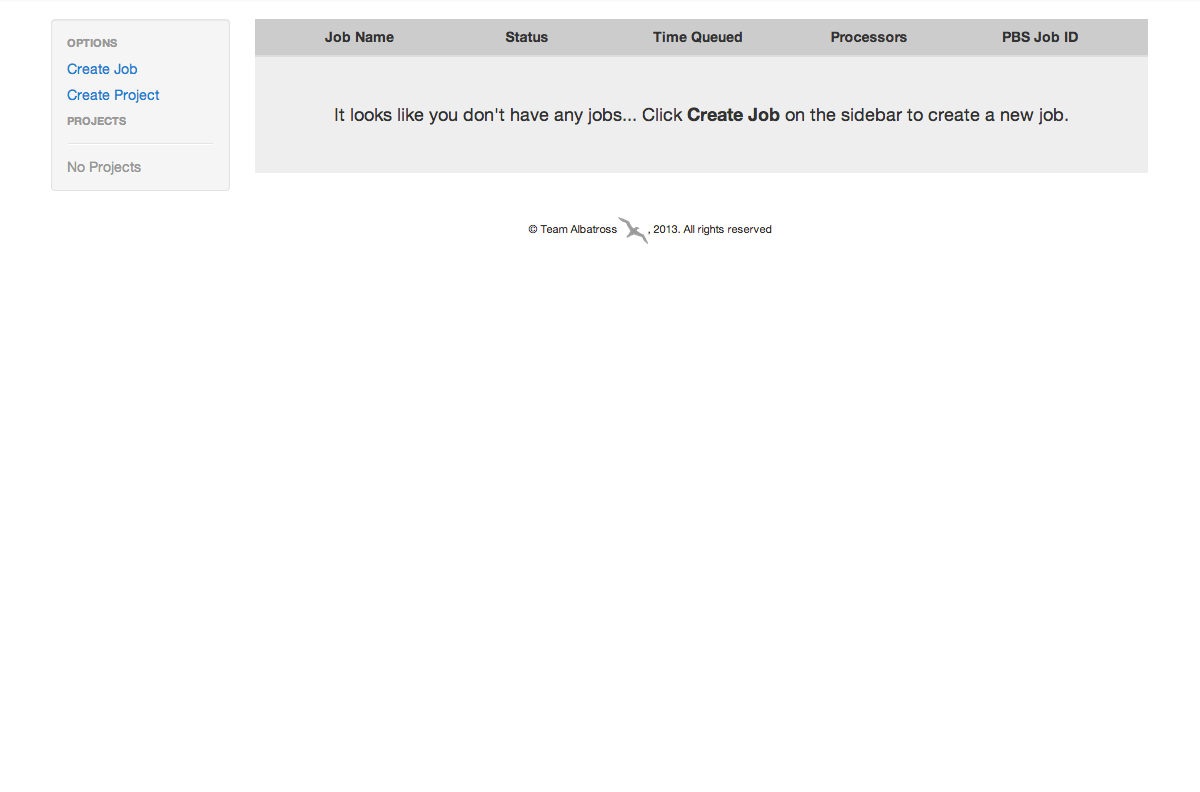 OPTIONS
Create Job
Create Project
PROJECTS
No Projects
Job Name Status Time Queued Processors PBS Job ID
It looks like you don't have any jobs... Click Create Job on the sidebar to create a new job.
© Team Albatross , 2013. All rights reserved